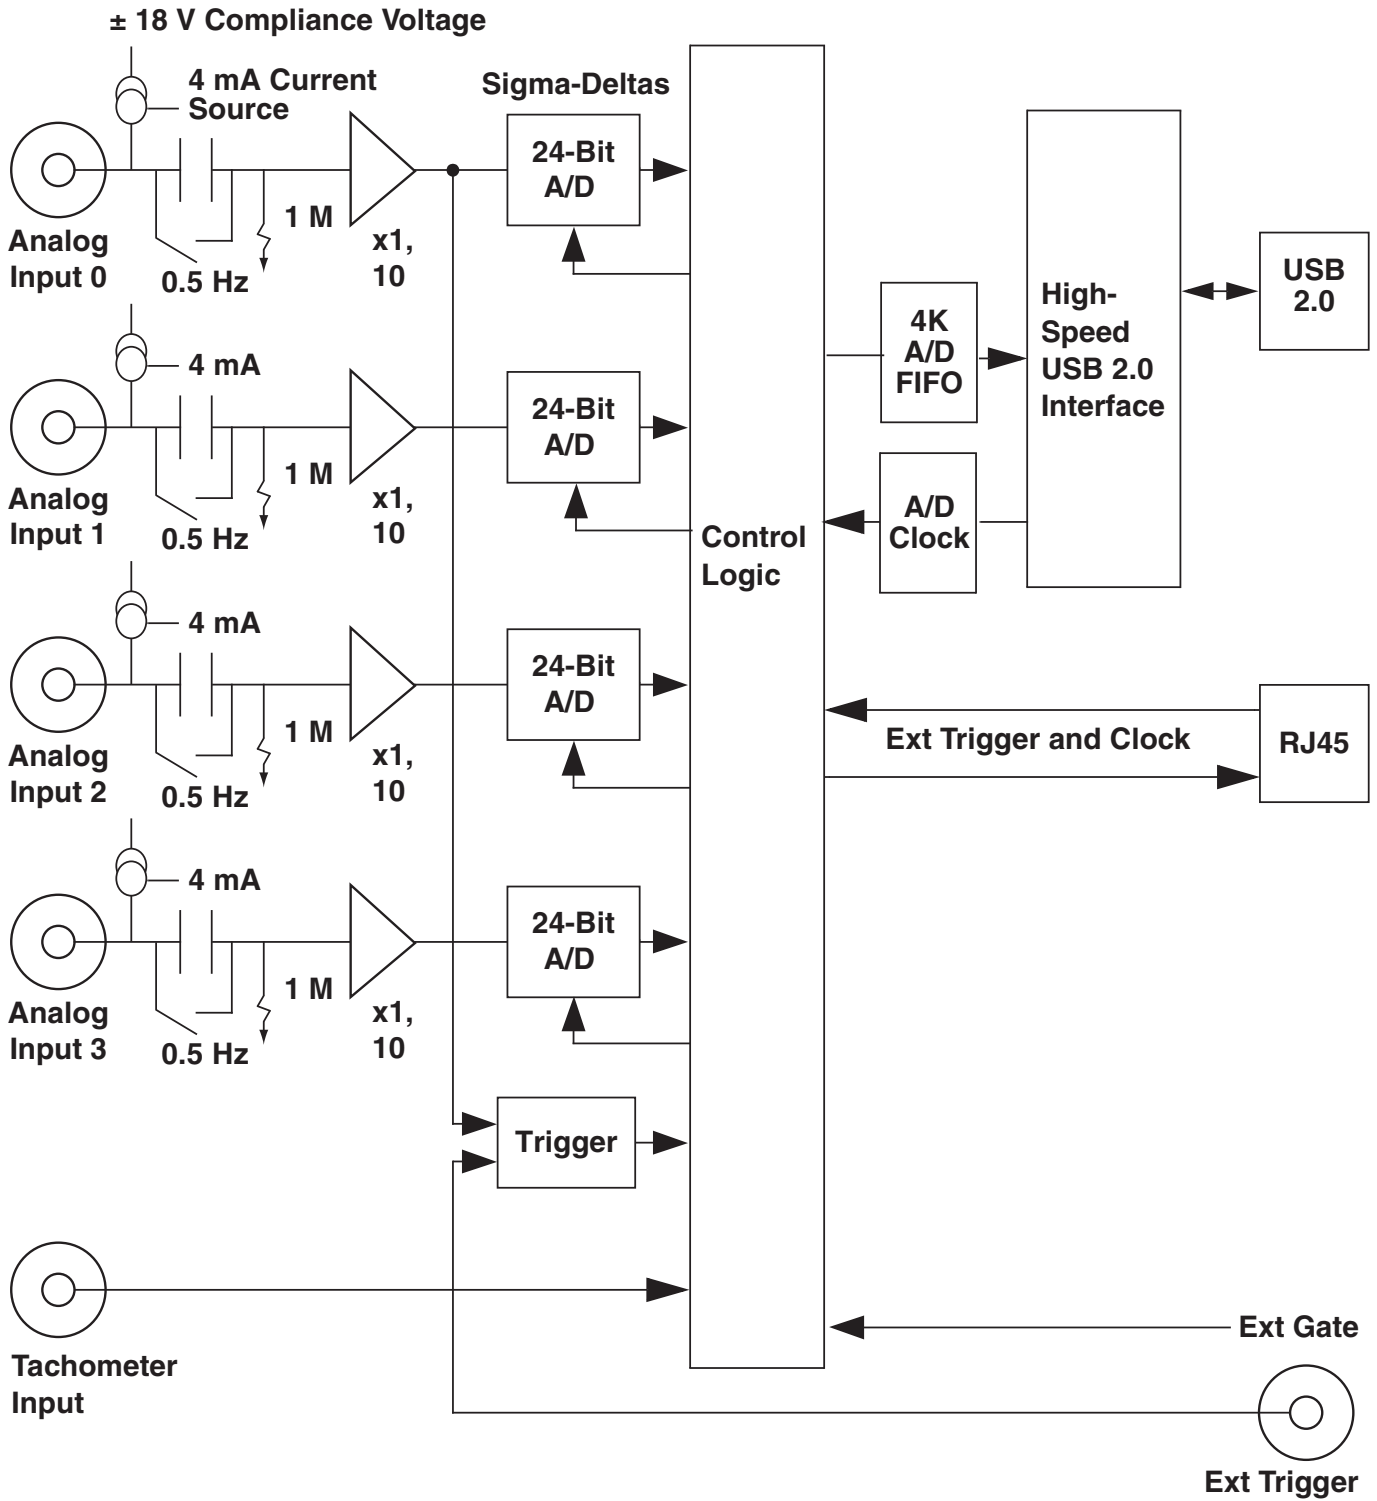 ± 18 V Compliance Voltage
4 mA Current
Source
Sigma-Deltas
24-Bit
A/D
1 M
x1,
10
Analog
Input 0
0.5 Hz
4 mA
24-Bit
A/D
1 M
x1,
10
Analog
Input 1
0.5 Hz
4 mA
24-Bit
A/D
1 M
x1,
10
Analog
Input 2
0.5 Hz
4 mA
24-Bit
A/D
1 M
x1,
10
Analog
Input 3
0.5 Hz
Trigger
Tachometer
Input
Control
Logic
4K
A/D
FIFO
A/D
Clock
High-
Speed
USB 2.0
Interface
USB
2.0
Ext Trigger and Clock
RJ45
Ext Gate
Ext Trigger